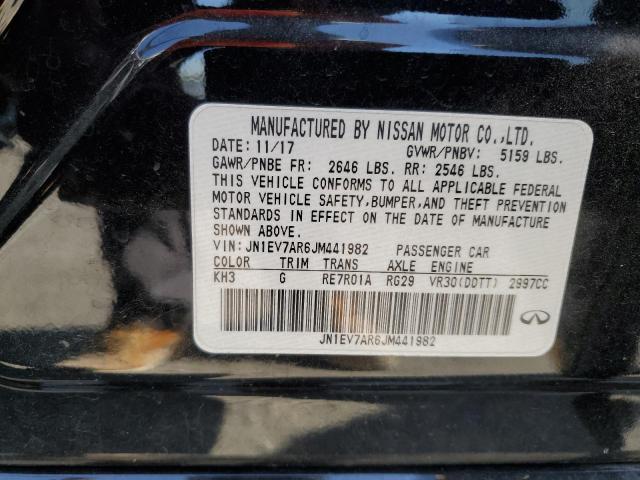 MANUFACTURED BY NISSAN MOTOR CO.,LTD.
DATE: 11/17 GVWR/PNBV: 5159 LBS.
GAWR/PNBE FR: 2646 LBS. RR: 2546 LBS.
THIS VEHICLE CONFORMS TO ALL APPLICABLE FEDERAL
MOTOR VEHICLE SAFETY, BUMPER, AND THEFT PREVENTION
STANDARDS IN EFFECT ON THE DATE OF MANUFACTURE
SHOWN ABOVE.
VIN: JN1EV7AR6JM441982 PASSENGER CAR
COLOR TRIM TRANS AXLE ENGINE
KH3 G RE7R01A RG29 VR30(DDTT) 2997CC
JN1EV7AR6JM441982